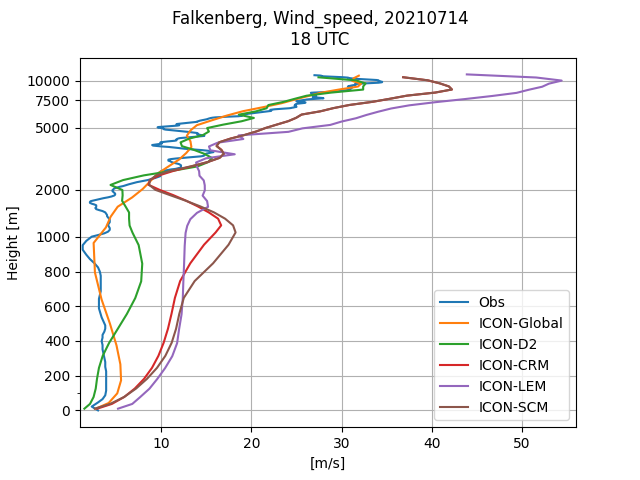 Falkenberg, Wind_speed, 20210714
18 UTC
10000
7500
5000
2000
1000
800
600
400
200
0
Height [m]
10
20
30
40
50
[m/s]
Obs
ICON-Global
ICON-D2
ICON-CRM
ICON-LEM
ICON-SCM